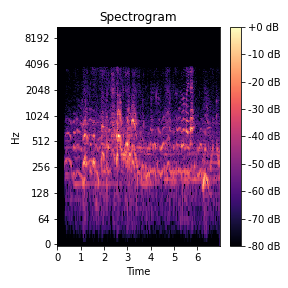 Spectrogram
8192
4096
2048
1024
512
256
128
64
0
Hz
0 1 2 3 4 5 6
Time
+0 dB
-10 dB
-20 dB
-30 dB
-40 dB
-50 dB
-60 dB
-70 dB
-80 dB